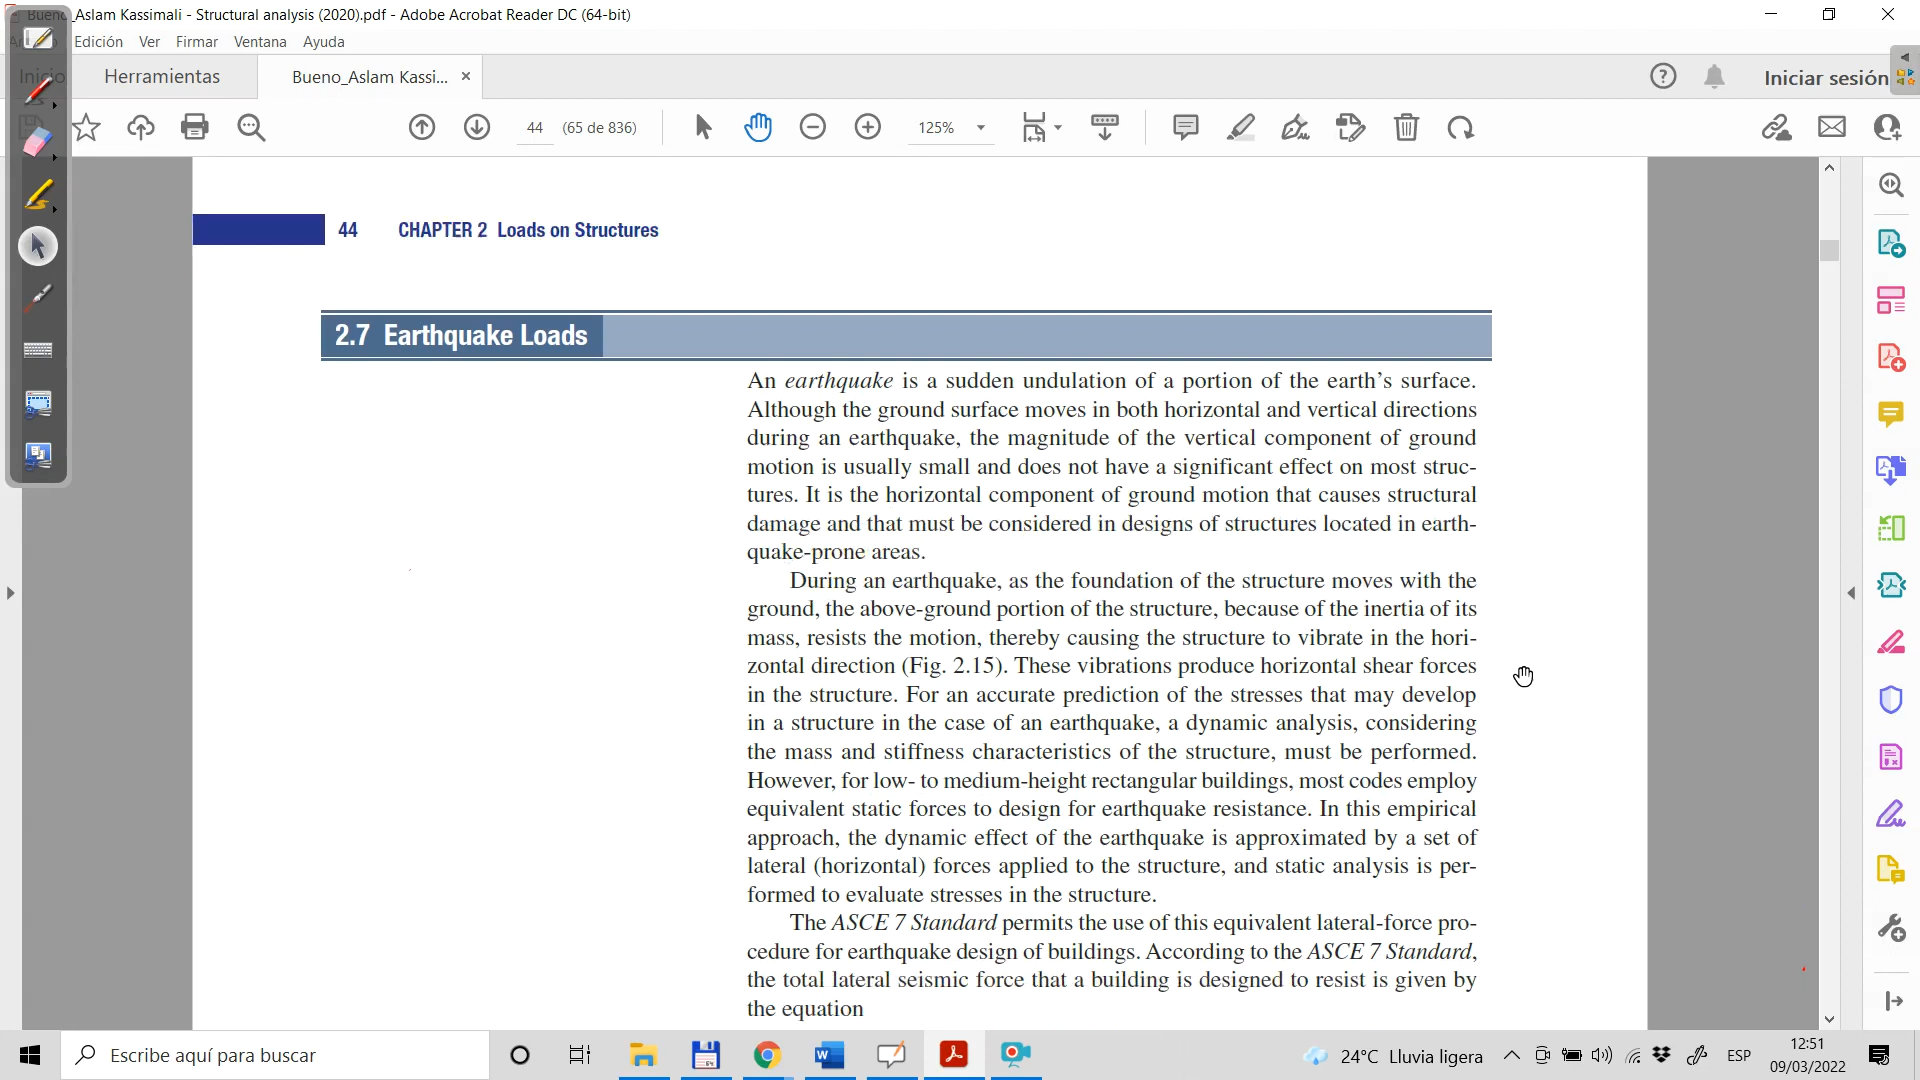 Bueno_Aslam Kassimali - Structural analysis (2020).pdf - Adobe Acrobat Reader DC (64-bit)
Edición Ver Firmar Ventana Ayuda
Inicio Herramientas Bueno_Aslam Kassi... × Iniciar sesión
44 (65 de 836) 125%
44 CHAPTER 2 Loads on Structures
2.7 Earthquake Loads
An earthquake is a sudden undulation of a portion of the earth’s surface.
Although the ground surface moves in both horizontal and vertical directions
during an earthquake, the magnitude of the vertical component of ground
motion is usually small and does not have a significant effect on most struc-
tures. It is the horizontal component of ground motion that causes structural
damage and that must be considered in designs of structures located in earth-
quake-prone areas.
During an earthquake, as the foundation of the structure moves with the
ground, the above-ground portion of the structure, because of the inertia of its
mass, resists the motion, thereby causing the structure to vibrate in the hori-
zontal direction (Fig. 2.15). These vibrations produce horizontal shear forces
in the structure. For an accurate prediction of the stresses that may develop
in a structure in the case of an earthquake, a dynamic analysis, considering
the mass and stiffness characteristics of the structure, must be performed.
However, for low- to medium-height rectangular buildings, most codes employ
equivalent static forces to design for earthquake resistance. In this empirical
approach, the dynamic effect of the earthquake is approximated by a set of
lateral (horizontal) forces applied to the structure, and static analysis is per-
formed to evaluate stresses in the structure.
The ASCE 7 Standard permits the use of this equivalent lateral-force pro-
cedure for earthquake design of buildings. According to the ASCE 7 Standard,
the total lateral seismic force that a building is designed to resist is given by
the equation
Escribe aquí para buscar
24°C Lluvia ligera
ESP
12:51
09/03/2022